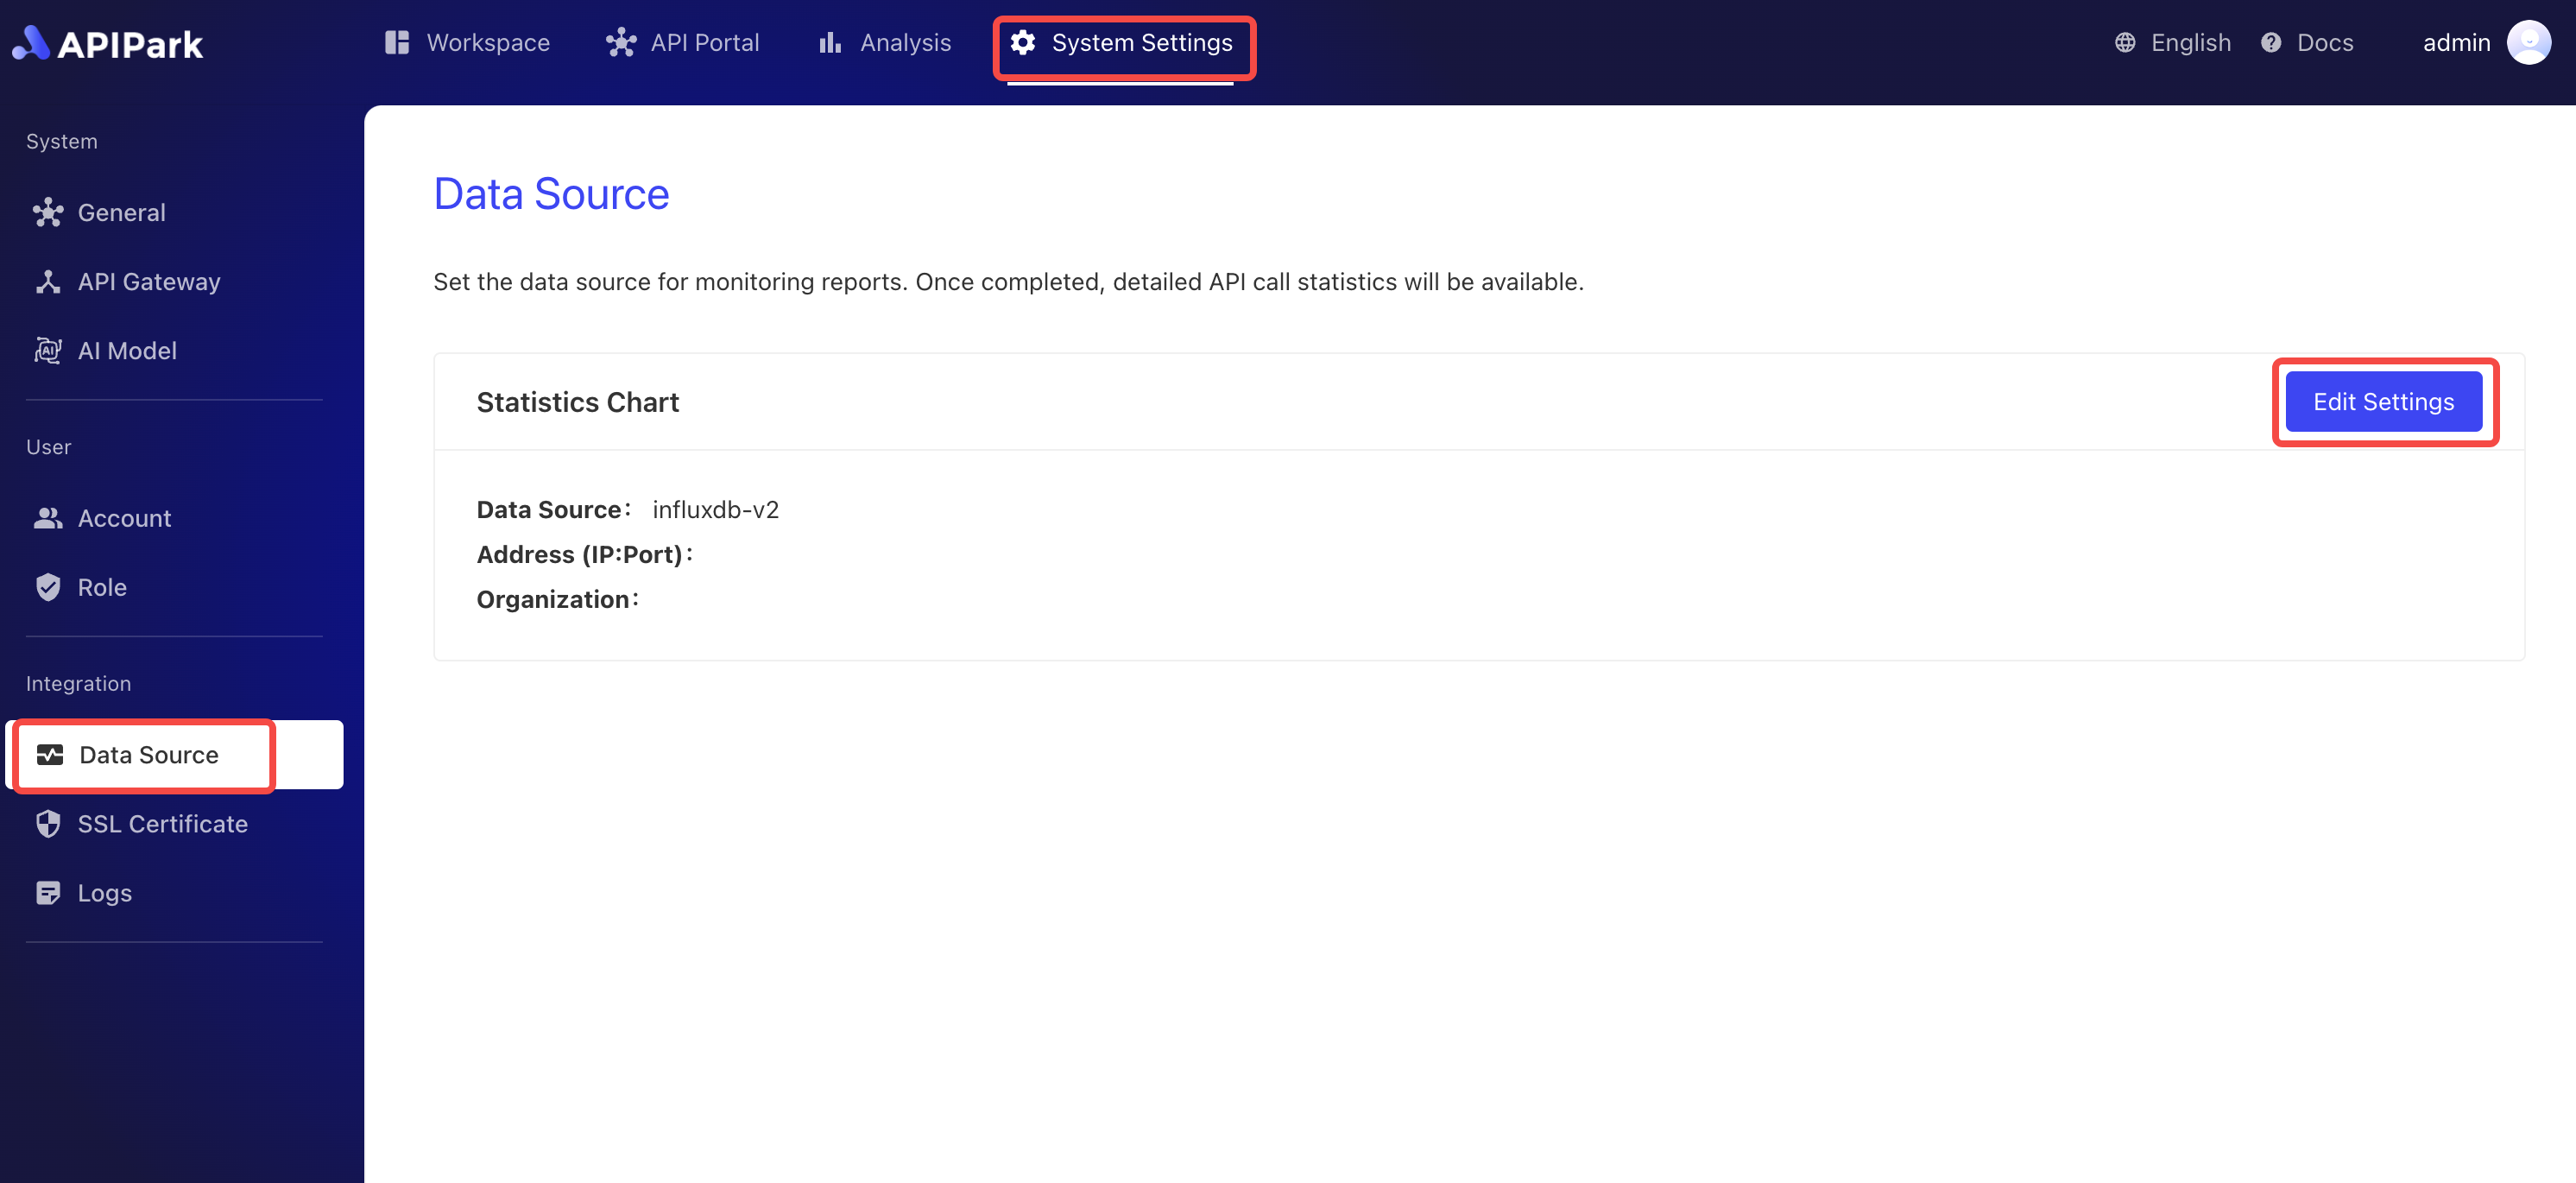 APIPark
Workspace
API Portal
Analysis
System Settings
English
Docs
admin
System
General
API Gateway
AI Model
User
Account
Role
Integration
Data Source
SSL Certificate
Logs
Data Source
Set the data source for monitoring reports. Once completed, detailed API call statistics will be available.
Statistics Chart
Edit Settings
Data Source： influxdb-v2
Address (IP:Port)：
Organization：